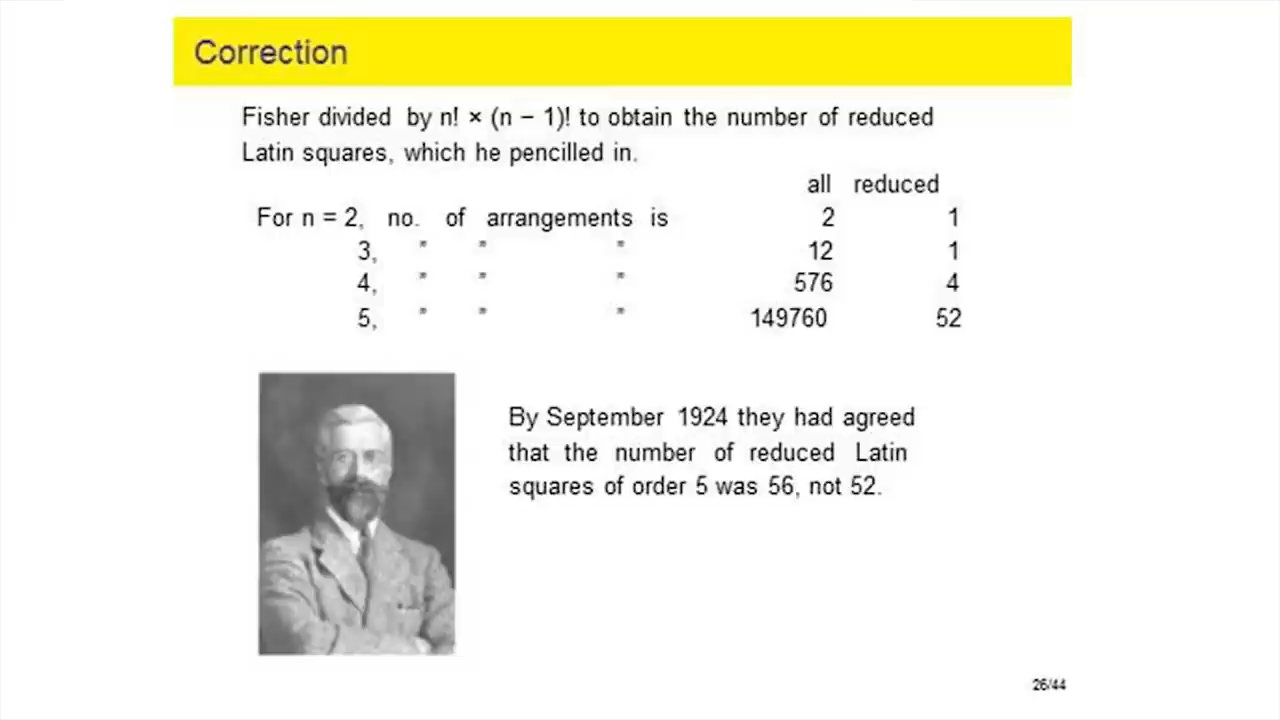 Correction
Fisher divided by n! × (n − 1)! to obtain the number of reduced
Latin squares, which he pencilled in.
all reduced
For n = 2, no. of arrangements is 2 1
3, " " " 12 1
4, " " " 576 4
5, " " " 149760 52
By September 1924 they had agreed
that the number of reduced Latin
squares of order 5 was 56, not 52.
26/44